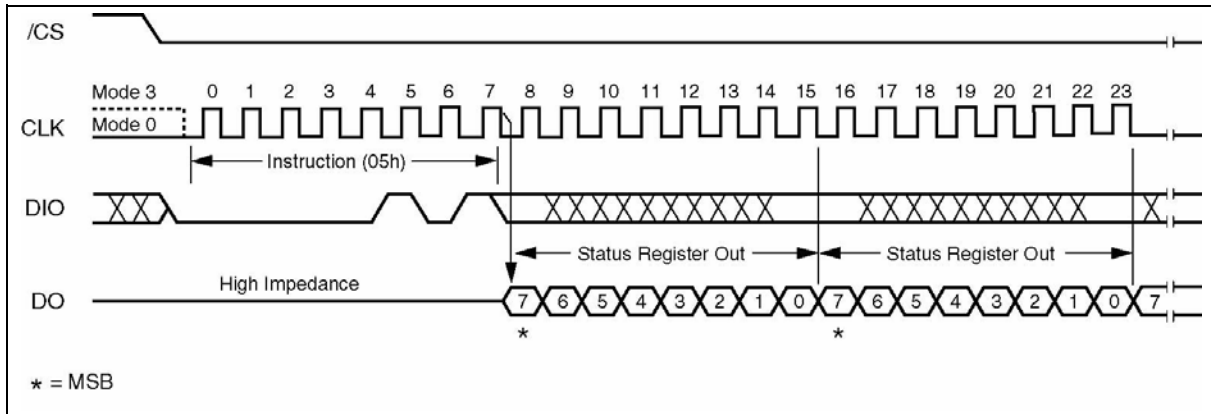 /CS
Mode 3 0 1 2 3 4 5 6 7 8 9 10 11 12 13 14 15 16 17 18 19 20 21 22 23
CLK Mode 0
Instruction (05h)
DIO
Status Register Out Status Register Out
High Impedance
DO 7 6 5 4 3 2 1 0 7 6 5 4 3 2 1 0 7
* *
* = MSB